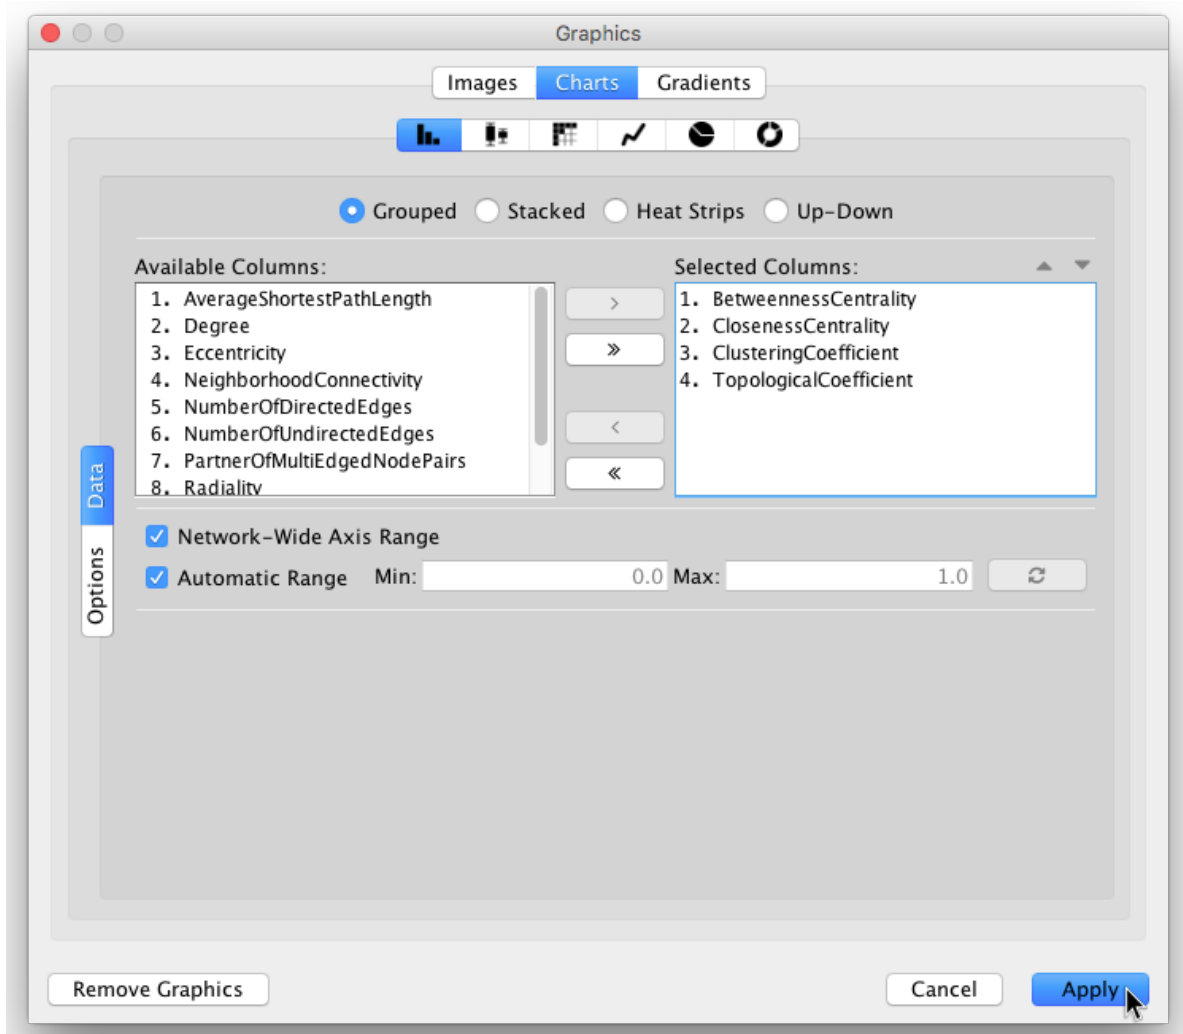 Graphics
Images Charts Gradients
Grouped Stacked Heat Strips Up-Down
Available Columns: Selected Columns:
1. AverageShortestPathLength
2. Degree
3. Eccentricity
4. NeighborhoodConnectivity
5. NumberOfDirectedEdges
6. NumberOfUndirectedEdges
7. PartnerOfMultiEdgedNodePairs
8. Radiality
>
»
<
«
1. BetweennessCentrality
2. ClosenessCentrality
3. ClusteringCoefficient
4. TopologicalCoefficient
Data
Options
Network-Wide Axis Range
Automatic Range Min: 0.0 Max: 1.0
Remove Graphics Cancel Apply